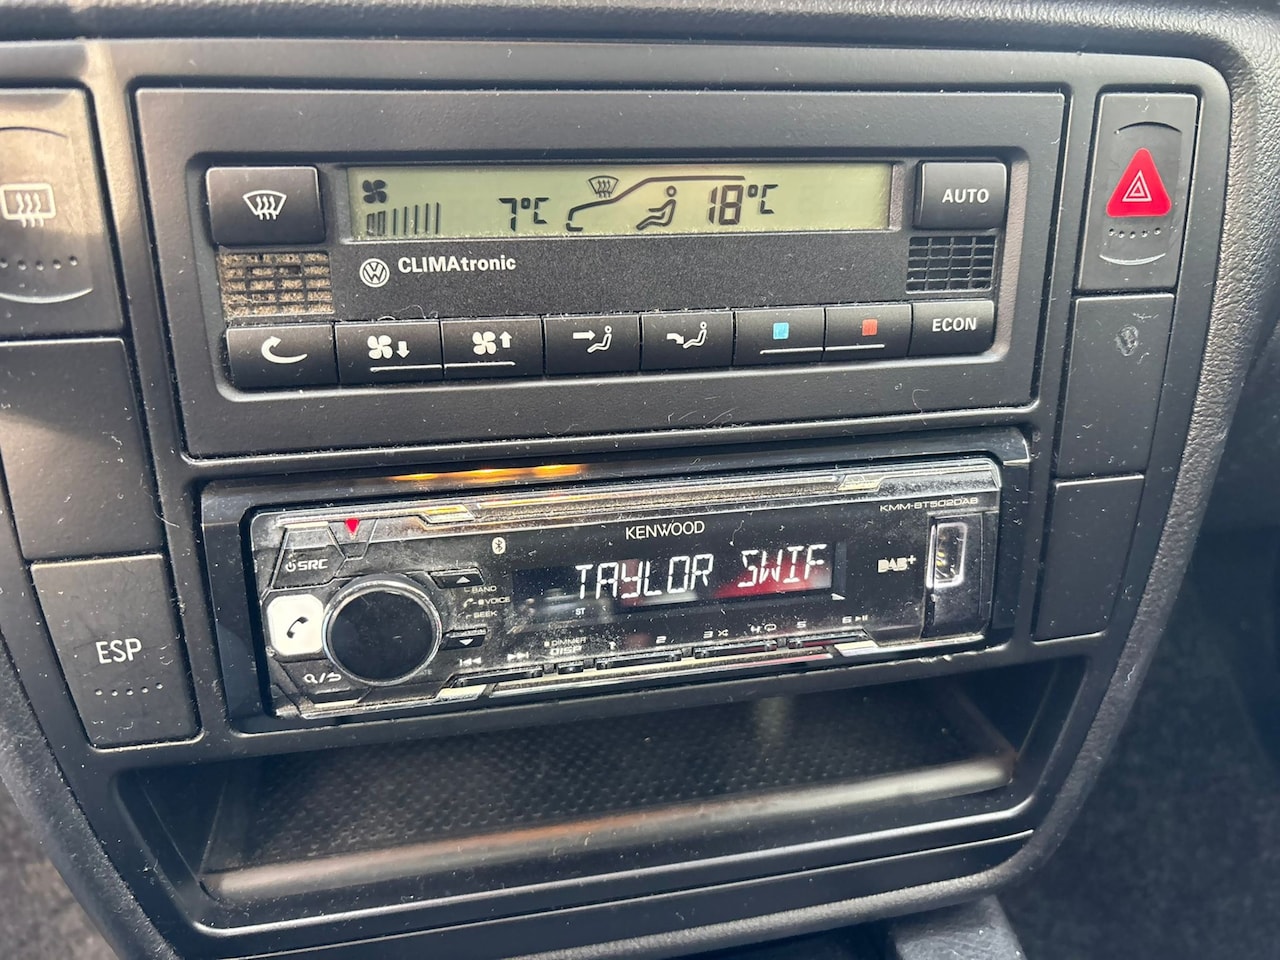 7°C 18°C
AUTO
CLIMAtronic
ECON
KENWOOD
KMM-BT502DAB
SRC
BAND
VOICE
SEEK
TAYLOR SWIF
DAB+
ST
DIMMER
DISP
1 2 3 4 5 6
ESP